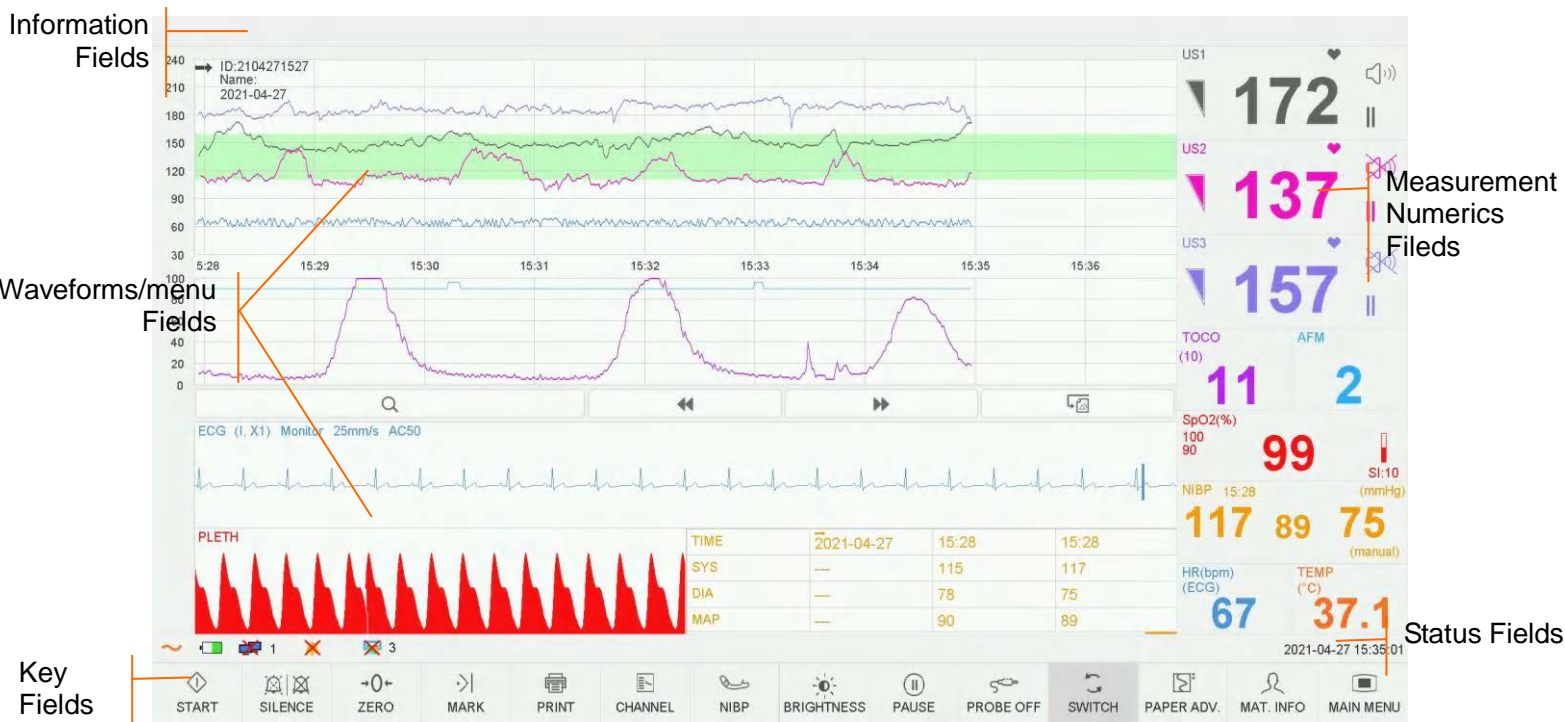 Information
Fields
240
ID:2104271527
Name:
210
2021-04-27
180
150
120
90
60
30
5:28 15:29 15:30 15:31 15:32 15:33 15:34 15:35 15:36
100
80
60
40
20
0
Waveforms/menu
Fields
ECG (I, X1) Monitor 25mm/s AC50
PLETH
TIME 2021-04-27 15:28 15:28
SYS --- 115 117
DIA --- 78 75
MAP --- 90 89
US1
172
US2
137
US3
157
Measurement
Numerics
Fileds
TOCO AFM
(10)
11 2
SpO2(%)
100
90
99
SI:10
NIBP 15:28 (mmHg)
117 89 75
(manual)
HR(bpm) TEMP
(ECG) (°C)
67 37.1
Status Fields
1 3
2021-04-27 15:35:01
Key
Fields
START SILENCE ZERO MARK PRINT CHANNEL NIBP BRIGHTNESS PAUSE PROBE OFF SWITCH PAPER ADV. MAT. INFO MAIN MENU